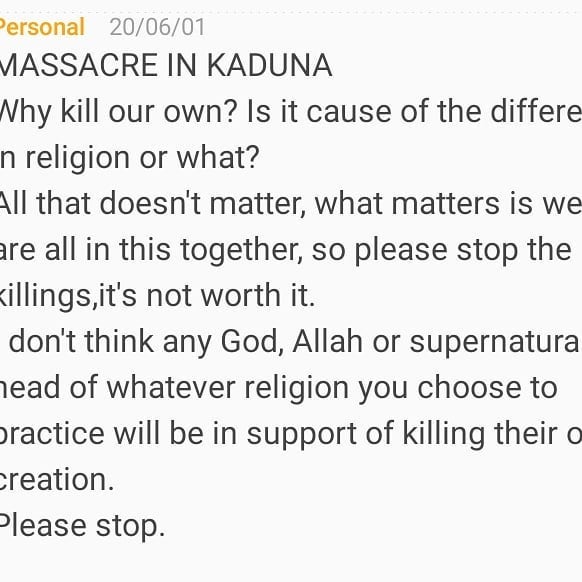 Personal 20/06/01
MASSACRE IN KADUNA
Why kill our own? Is it cause of the differe
in religion or what?
All that doesn't matter, what matters is we
are all in this together, so please stop the
killings,it's not worth it.
I don't think any God, Allah or supernatura
head of whatever religion you choose to
practice will be in support of killing their o
creation.
Please stop.